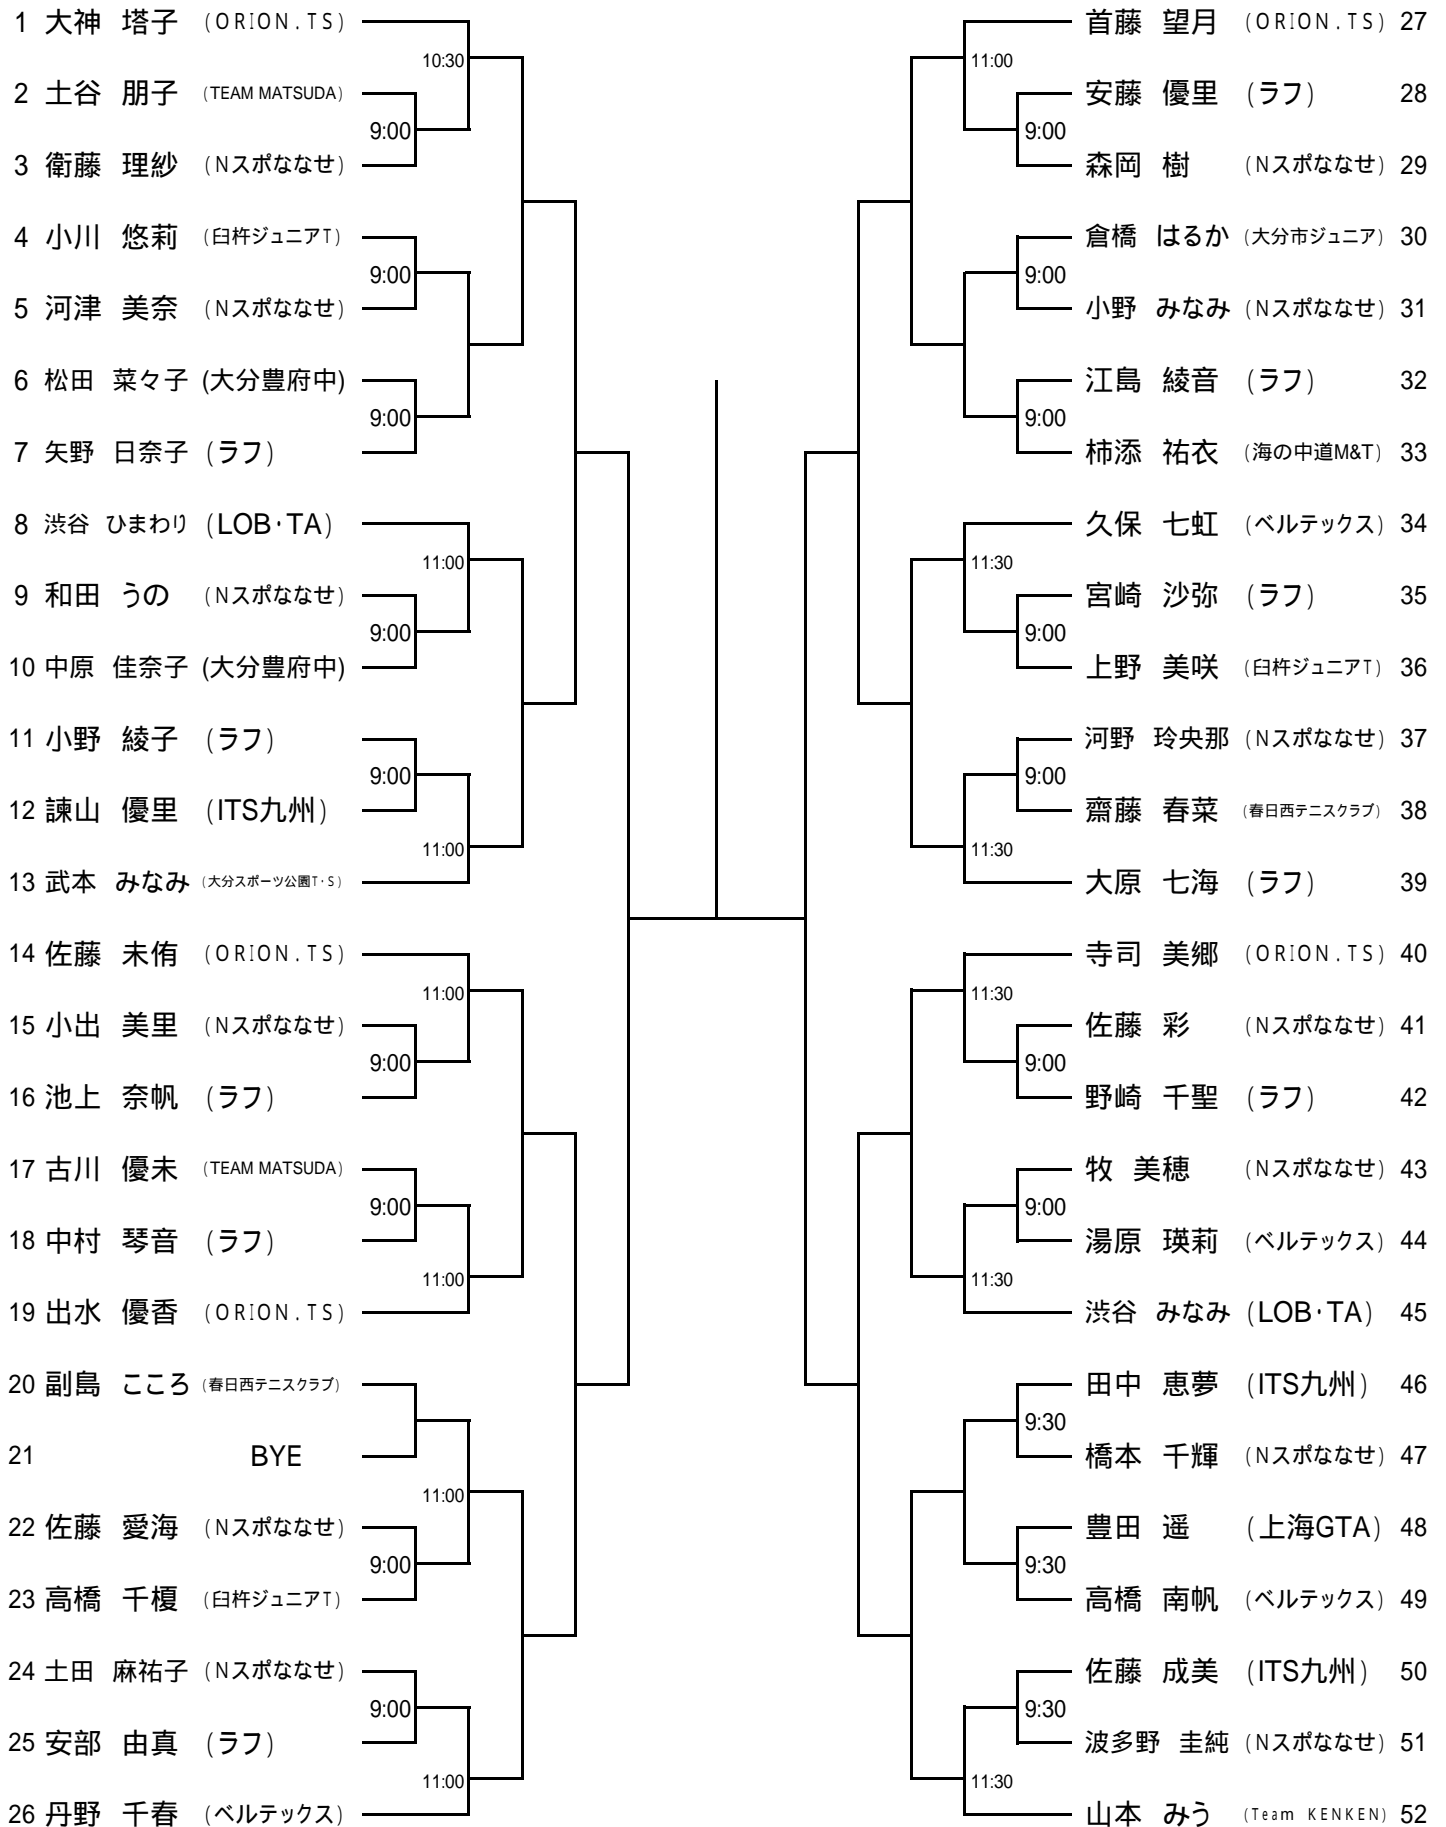 1 大神 塔子 (ORION.TS)
10:30
2 土谷 朋子 (TEAM MATSUDA)
9:00
3 衛藤 理紗 (Nスポななせ)
4 小川 悠莉 (臼杵ジュニアT)
9:00
5 河津 美奈 (Nスポななせ)
6 松田 菜々子 (大分豊府中)
9:00
7 矢野 日奈子 (ラフ)
8 渋谷 ひまわり (LOB･TA)
11:00
9 和田 うの (Nスポななせ)
9:00
10 中原 佳奈子 (大分豊府中)
11 小野 綾子 (ラフ)
9:00
12 諫山 優里 (ITS九州)
11:00
13 武本 みなみ (大分スポーツ公園T･S)
14 佐藤 未侑 (ORION.TS)
11:00
15 小出 美里 (Nスポななせ)
9:00
16 池上 奈帆 (ラフ)
17 古川 優未 (TEAM MATSUDA)
9:00
18 中村 琴音 (ラフ)
11:00
19 出水 優香 (ORION.TS)
20 副島 こころ (春日西テニスクラブ)
21 BYE
11:00
22 佐藤 愛海 (Nスポななせ)
9:00
23 高橋 千榎 (臼杵ジュニアT)
24 土田 麻祐子 (Nスポななせ)
9:00
25 安部 由真 (ラフ)
11:00
26 丹野 千春 (ベルテックス)
首藤 望月 (ORION.TS) 27
11:00
安藤 優里 (ラフ) 28
9:00
森岡 樹 (Nスポななせ) 29
倉橋 はるか (大分市ジュニア) 30
9:00
小野 みなみ (Nスポななせ) 31
江島 綾音 (ラフ) 32
9:00
柿添 祐衣 (海の中道M&T) 33
久保 七虹 (ベルテックス) 34
11:30
宮崎 沙弥 (ラフ) 35
9:00
上野 美咲 (臼杵ジュニアT) 36
河野 玲央那 (Nスポななせ) 37
9:00
齋藤 春菜 (春日西テニスクラブ) 38
11:30
大原 七海 (ラフ) 39
寺司 美郷 (ORION.TS) 40
11:30
佐藤 彩 (Nスポななせ) 41
9:00
野崎 千聖 (ラフ) 42
牧 美穂 (Nスポななせ) 43
9:00
湯原 瑛莉 (ベルテックス) 44
11:30
渋谷 みなみ (LOB･TA) 45
田中 恵夢 (ITS九州) 46
9:30
橋本 千輝 (Nスポななせ) 47
豊田 遥 (上海GTA) 48
9:30
高橋 南帆 (ベルテックス) 49
佐藤 成美 (ITS九州) 50
9:30
波多野 圭純 (Nスポななせ) 51
11:30
山本 みう (Team KENKEN) 52